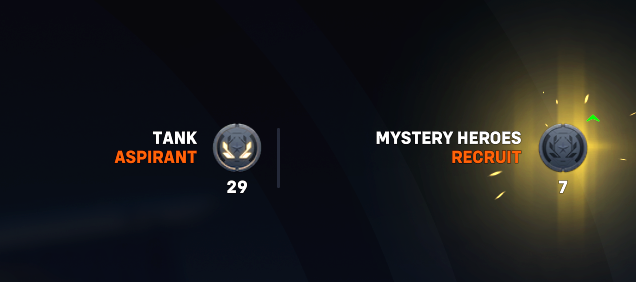 TANK
ASPIRANT
29
MYSTERY HEROES
RECRUIT
7